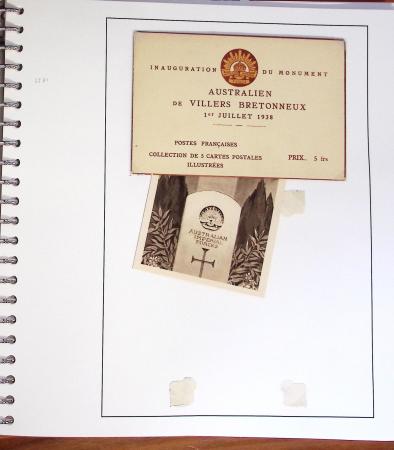 INAUGURATION DU MONUMENT
AUSTRALIEN
DE VILLERS BRETONNEUX
1ER JUILLET 1938
POSTES FRANÇAISES
COLLECTION DE 5 CARTES POSTALES
ILLUSTRÉES
PRIX. 5 frs
AUSTRALIAN
IMPERIAL
FORCES